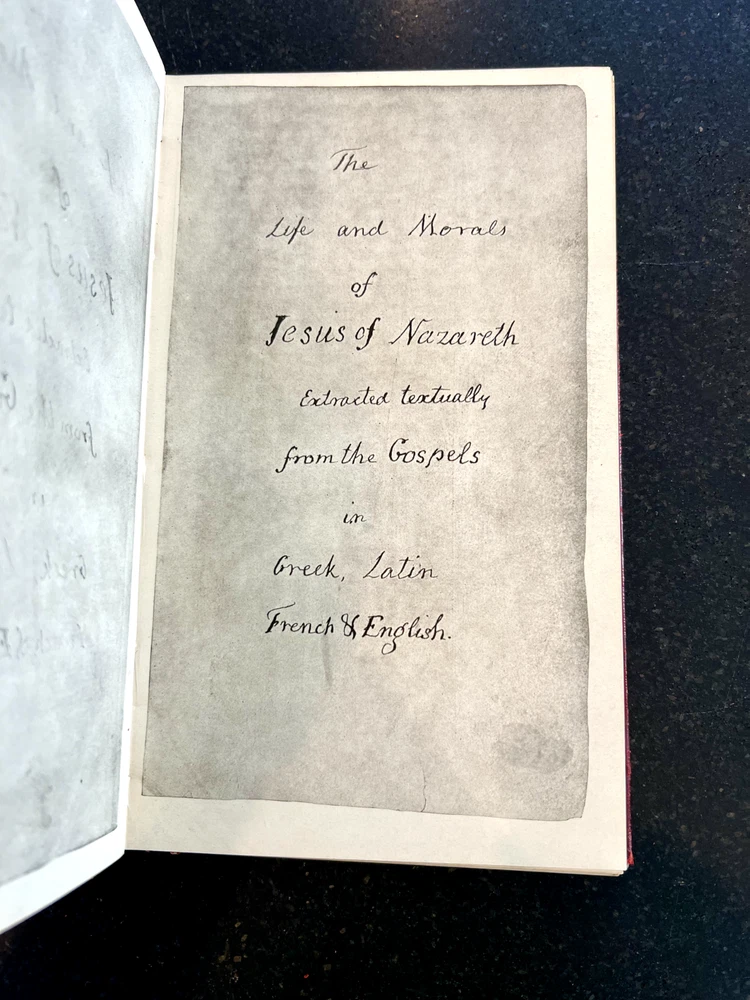 The
Life and Morals
of
Jesus of Nazareth
Extracted textually
from the Gospels
in
Greek, Latin
French & English.